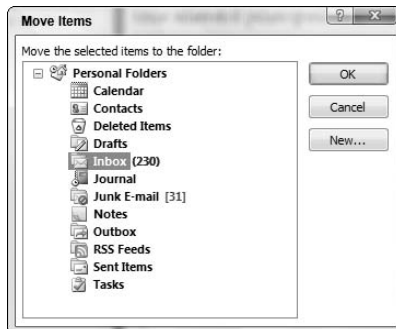 Move Items
Move the selected items to the folder:
Personal Folders
Calendar
Contacts
Deleted Items
Drafts
Inbox (230)
Journal
Junk E-mail [31]
Notes
Outbox
RSS Feeds
Sent Items
Tasks
OK
Cancel
New...